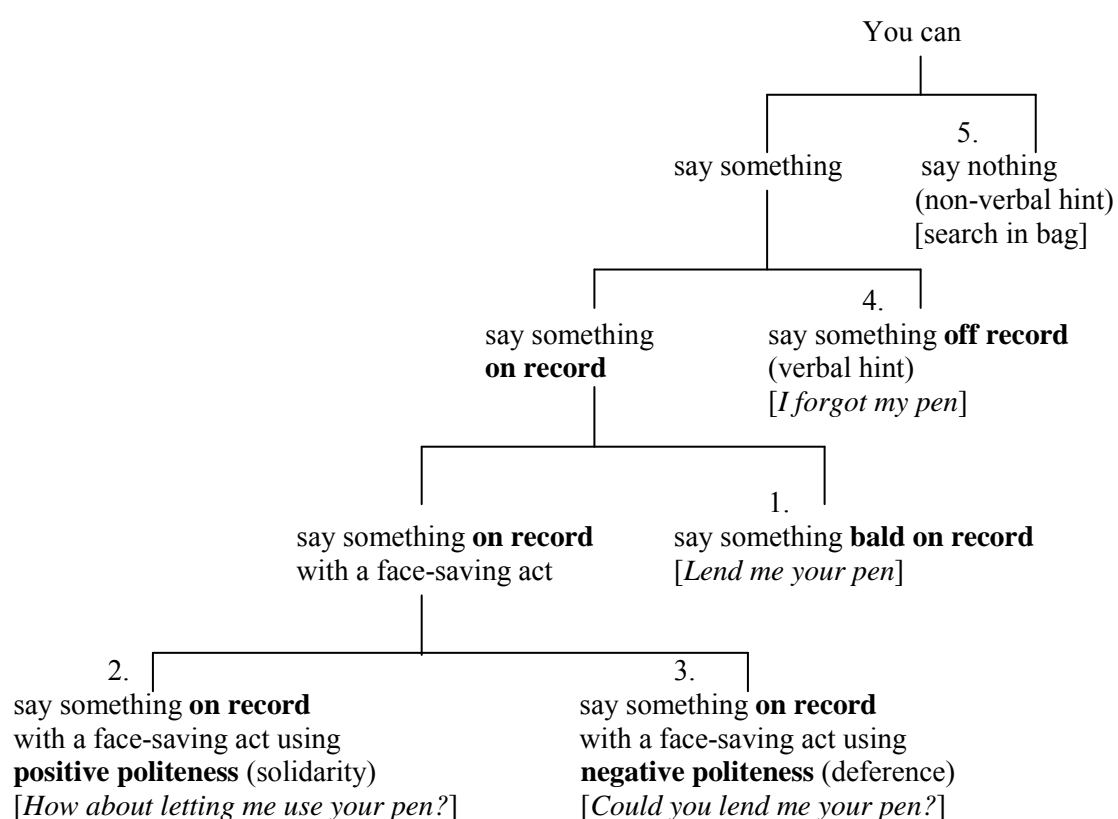 You can
5.
say something
say nothing
(non-verbal hint)
[search in bag]
4.
say something
on record
say something off record
(verbal hint)
[I forgot my pen]
1.
say something on record
with a face-saving act
say something bald on record
[Lend me your pen]
2.
say something on record
with a face-saving act using
positive politeness (solidarity)
[How about letting me use your pen?]
3.
say something on record
with a face-saving act using
negative politeness (deference)
[Could you lend me your pen?]